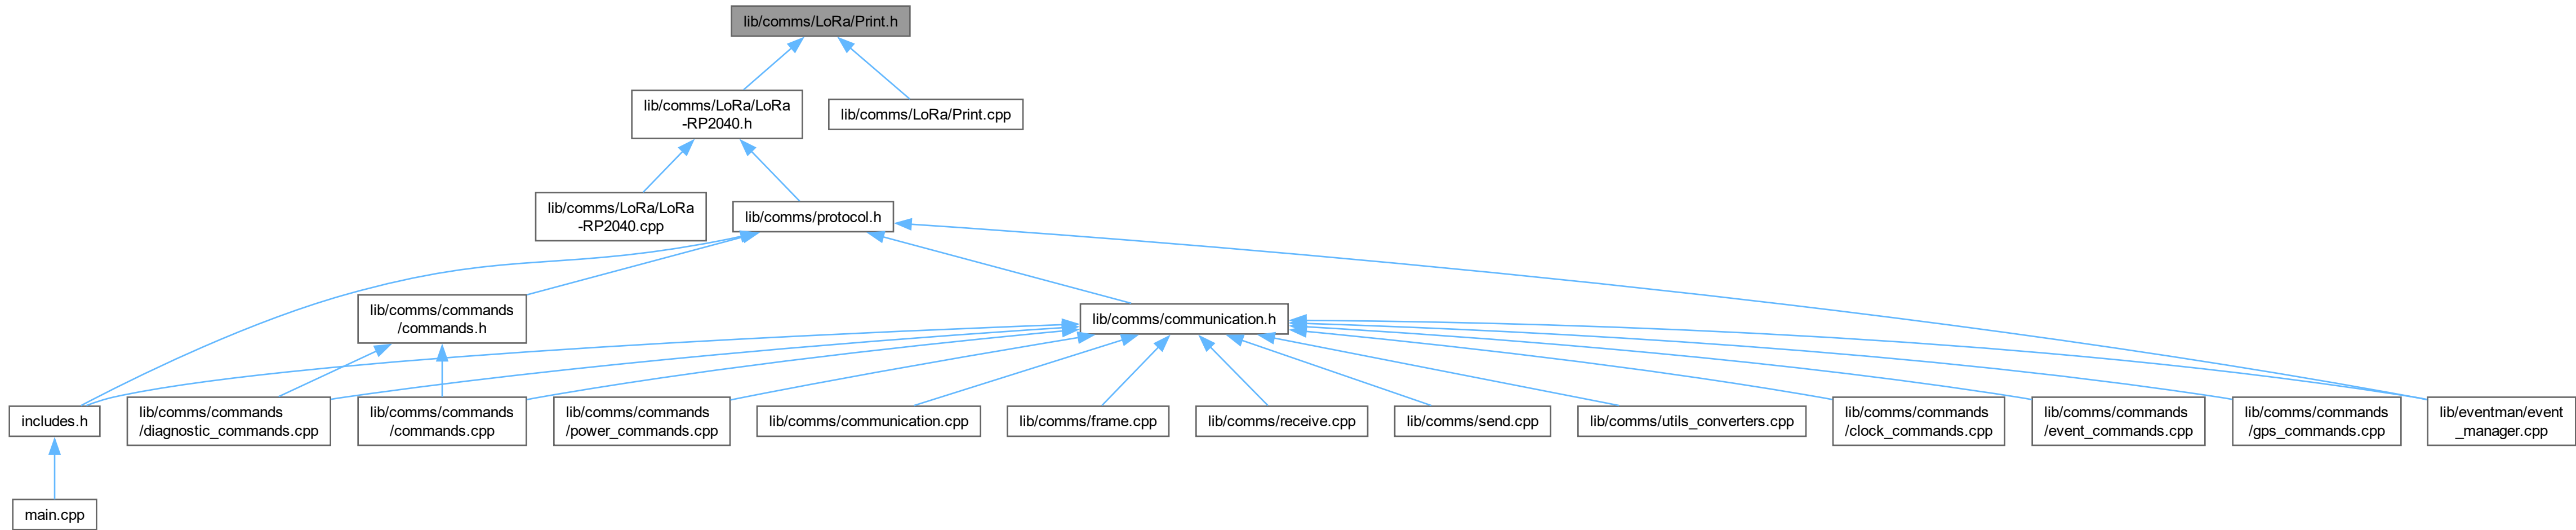 lib/comms/LoRa/Print.h
lib/comms/LoRa/LoRa
-RP2040.h
lib/comms/LoRa/Print.cpp
lib/comms/LoRa/LoRa
-RP2040.cpp
lib/comms/protocol.h
lib/comms/commands
/commands.h
lib/comms/communication.h
includes.h
lib/comms/commands
/diagnostic_commands.cpp
lib/comms/commands
/commands.cpp
lib/comms/commands
/power_commands.cpp
lib/comms/communication.cpp
lib/comms/frame.cpp
lib/comms/receive.cpp
lib/comms/send.cpp
lib/comms/utils_converters.cpp
lib/comms/commands
/clock_commands.cpp
lib/comms/commands
/event_commands.cpp
lib/comms/commands
/gps_commands.cpp
lib/eventman/event
_manager.cpp
main.cpp